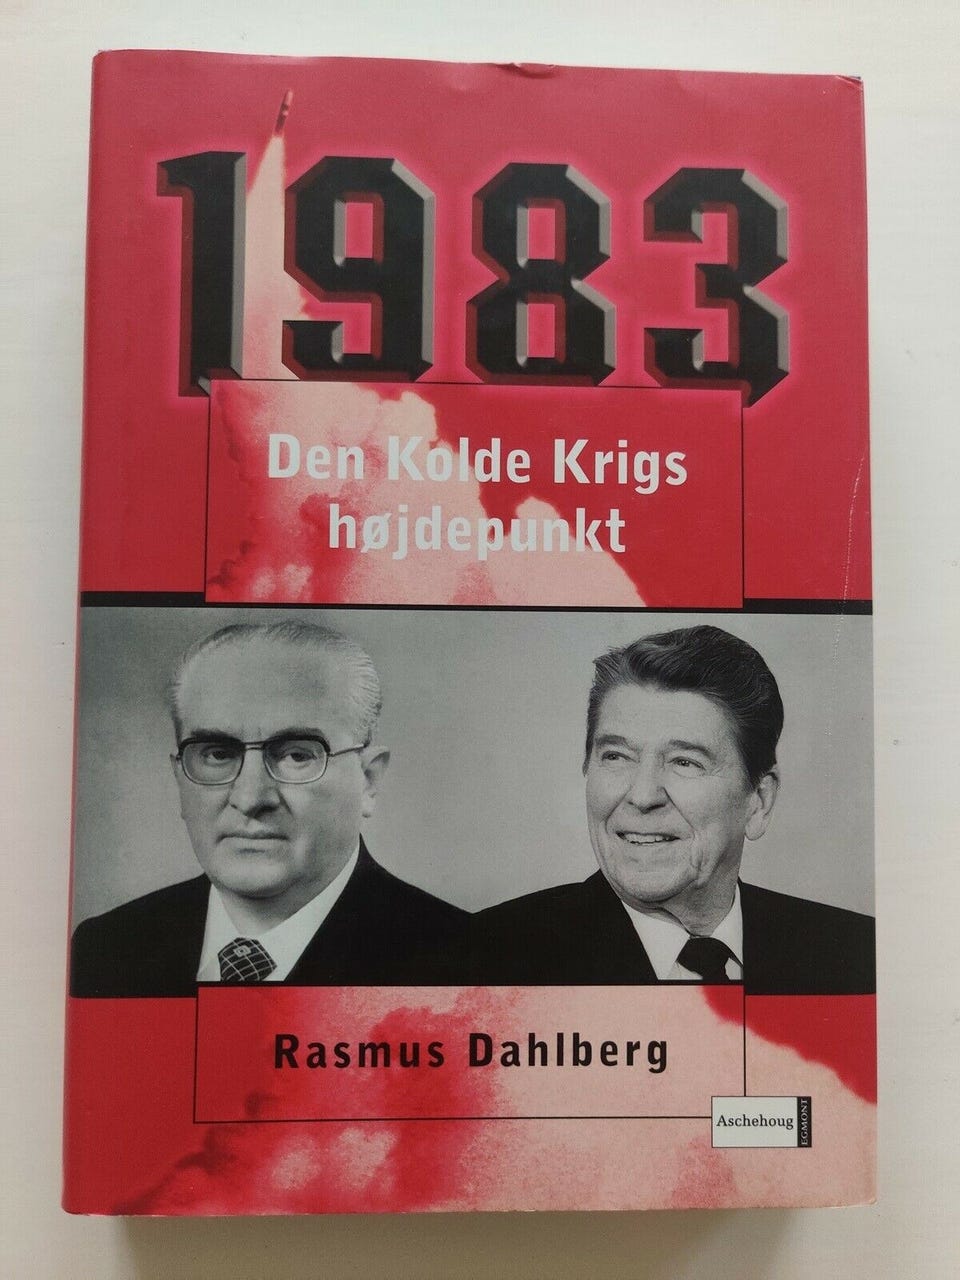 1983
Den Kolde Krigs
højdepunkt
Rasmus Dahlberg
Aschehoug
EGMONT